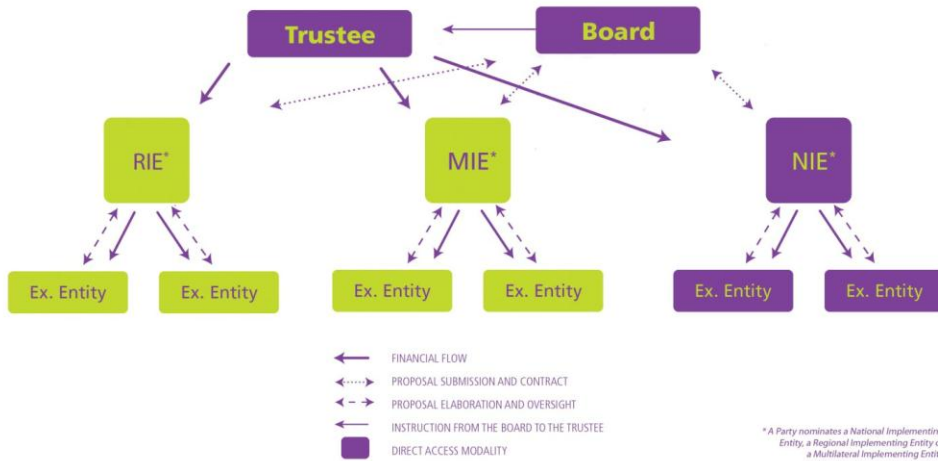 Trustee
Board
RIE*
MIE*
NIE*
Ex. Entity
Ex. Entity
Ex. Entity
Ex. Entity
Ex. Entity
Ex. Entity
FINANCIAL FLOW
PROPOSAL SUBMISSION AND CONTRACT
PROPOSAL ELABORATION AND OVERSIGHT
INSTRUCTION FROM THE BOARD TO THE TRUSTEE
DIRECT ACCESS MODALITY
* A Party nominates a National
Entity, a Regional Implementing Entity
a Multilateral Implementing